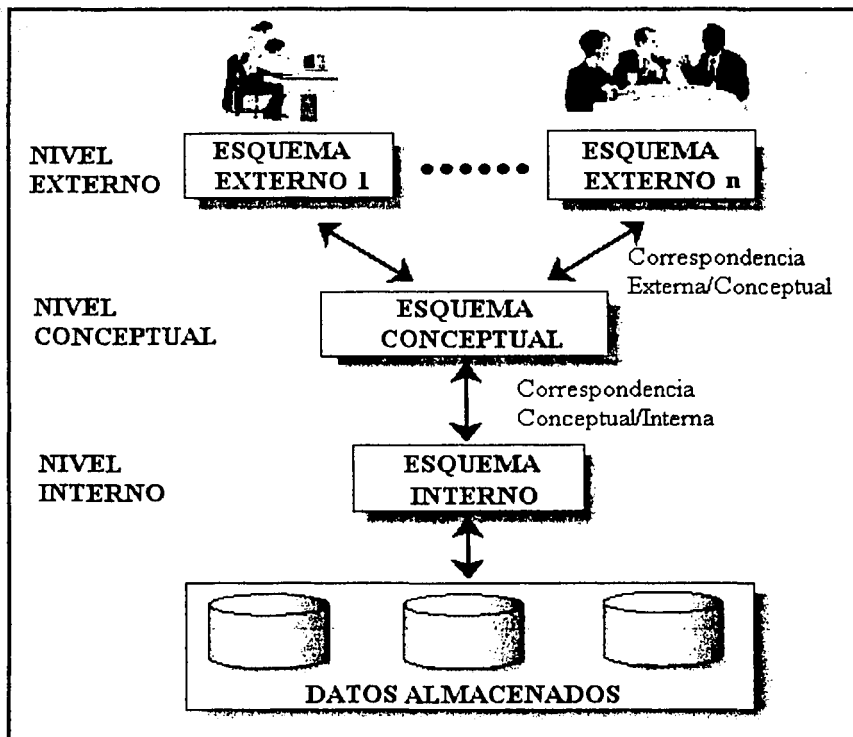 NIVEL
EXTERNO
ESQUEMA
EXTERNO 1
ESQUEMA
EXTERNO n
Correspondencia
Externa/Conceptual
NIVEL
CONCEPTUAL
ESQUEMA
CONCEPTUAL
Correspondencia
Conceptual/Interna
NIVEL
INTERNO
ESQUEMA
INTERNO
DATOS ALMACENADOS